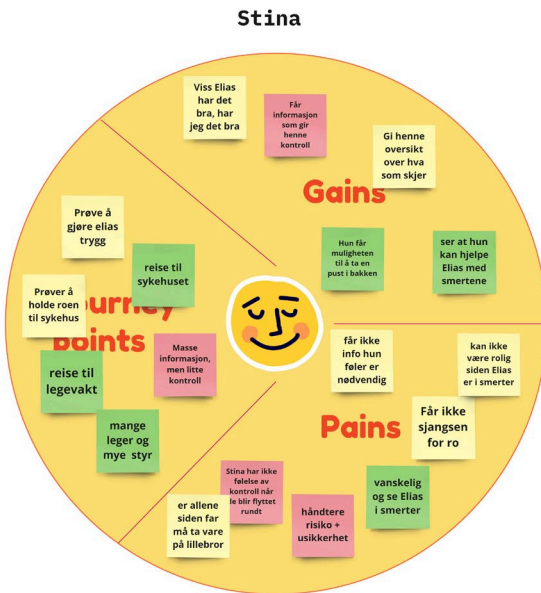 Stina
Viss Elias
har det
bra, har
jeg det bra
Får
informasjon
som gir
henne
kontroll
Gi henne
oversikt
over hva
som skjer
Gains
Hun får
muligheten
til å ta en
pust i bakken
ser at hun
kan hjelpe
Elias med
smertene
Prøve å
gjøre elias
trygg
reise til
sykehuset
Prøver å
holde roen
til sykehus
Journey
points
Masse
informasjon,
men litte
kontroll
reise til
legevakt
mange
leger og
mye styr
får ikke
info hun
føler er
nødvendig
kan ikke
være rolig
siden Elias
er i smerter
Får ikke
sjangsen
for ro
Pains
Stina har ikke
følelse av
kontroll når
de blir flyttet
rundt
er allene
siden far
må ta vare
på lillebror
håndtere
risiko +
usikkerhet
vanskelig
og se Elias
i smerter